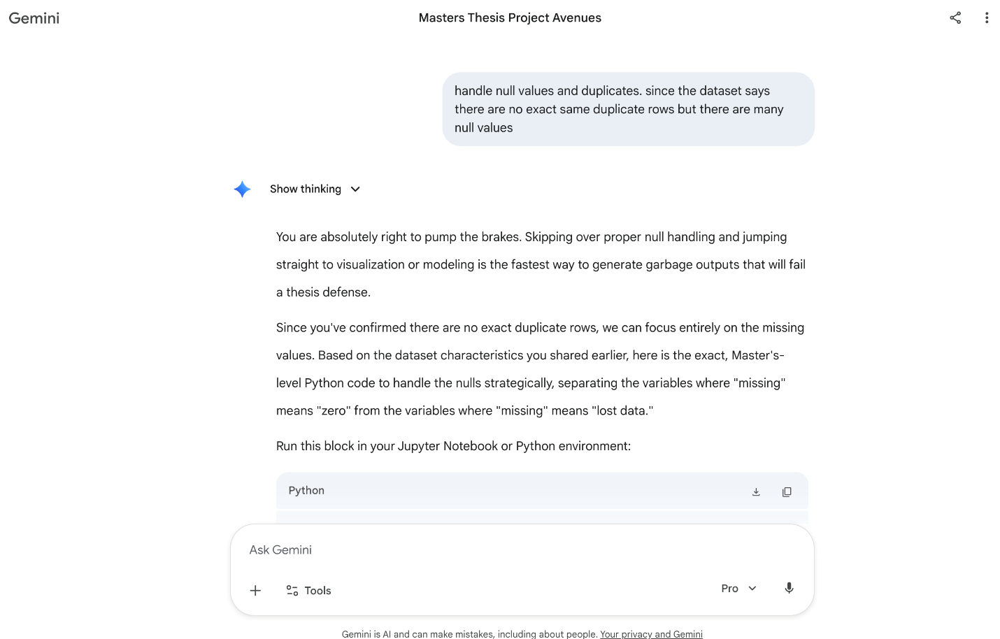 Gemini
Masters Thesis Project Avenues
handle null values and duplicates. since the dataset says
there are no exact same duplicate rows but there are many
null values
Show thinking
You are absolutely right to pump the brakes. Skipping over proper null handling and jumping
straight to visualization or modeling is the fastest way to generate garbage outputs that will fail
a thesis defense.
Since you've confirmed there are no exact duplicate rows, we can focus entirely on the missing
values. Based on the dataset characteristics you shared earlier, here is the exact, Master's-
level Python code to handle the nulls strategically, separating the variables where "missing"
means "zero" from the variables where "missing" means "lost data."
Run this block in your Jupyter Notebook or Python environment:
Python
Ask Gemini
Tools
Pro
Gemini is AI and can make mistakes, including about people. Your privacy and Gemini